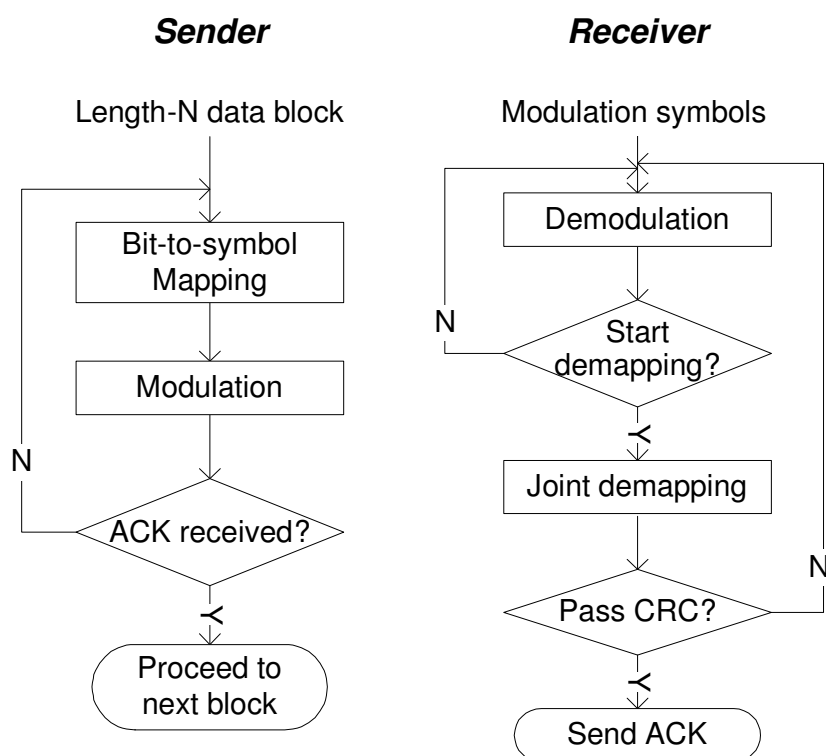 Sender
Length-N data block
Bit-to-symbol
Mapping
Modulation
N
ACK received?
Y
Proceed to
next block
Receiver
Modulation symbols
Demodulation
N
Start
demapping?
Y
Joint demapping
N
Pass CRC?
Y
Send ACK